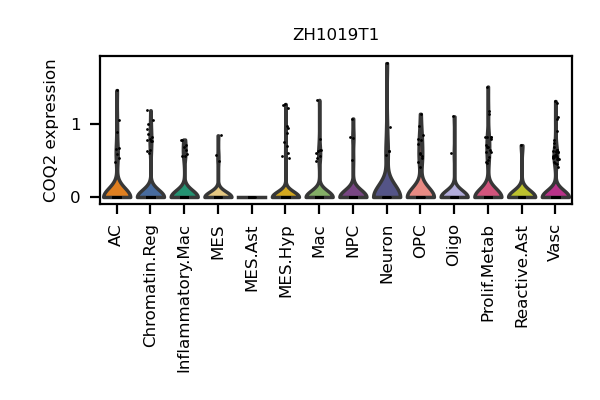 ZH1019T1
COQ2 expression
1
0
AC
Chromatin.Reg
Inflammatory.Mac
MES
MES.Ast
MES.Hyp
Mac
NPC
Neuron
OPC
Oligo
Prolif.Metab
Reactive.Ast
Vasc